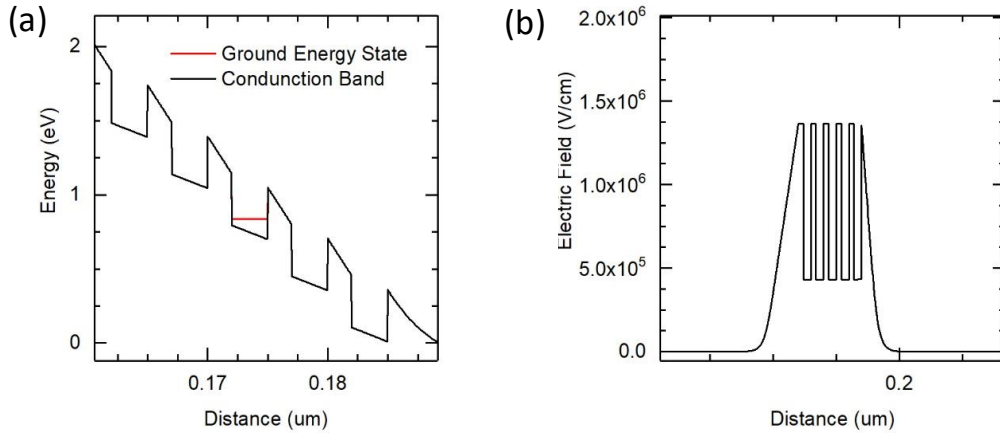 (a)
Ground Energy State
Condunction Band
2
1
0
Energy (eV)
0.17
0.18
Distance (um)
(b)
2.0x10⁶
1.5x10⁶
1.0x10⁶
5.0x10⁵
0.0
Electric Field (V/cm)
0.2
Distance (um)